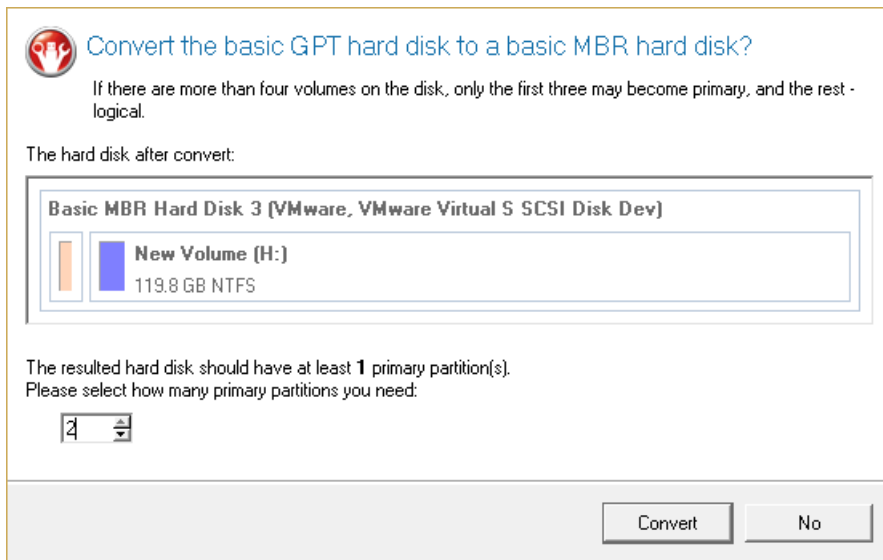 Convert the basic GPT hard disk to a basic MBR hard disk?
If there are more than four volumes on the disk, only the first three may become primary, and the rest -
logical.
The hard disk after convert:
Basic MBR Hard Disk 3 (VMware, VMware Virtual S SCSI Disk Dev)
New Volume (H:)
119.8 GB NTFS
The resulted hard disk should have at least 1 primary partition(s).
Please select how many primary partitions you need:
2
Convert
No